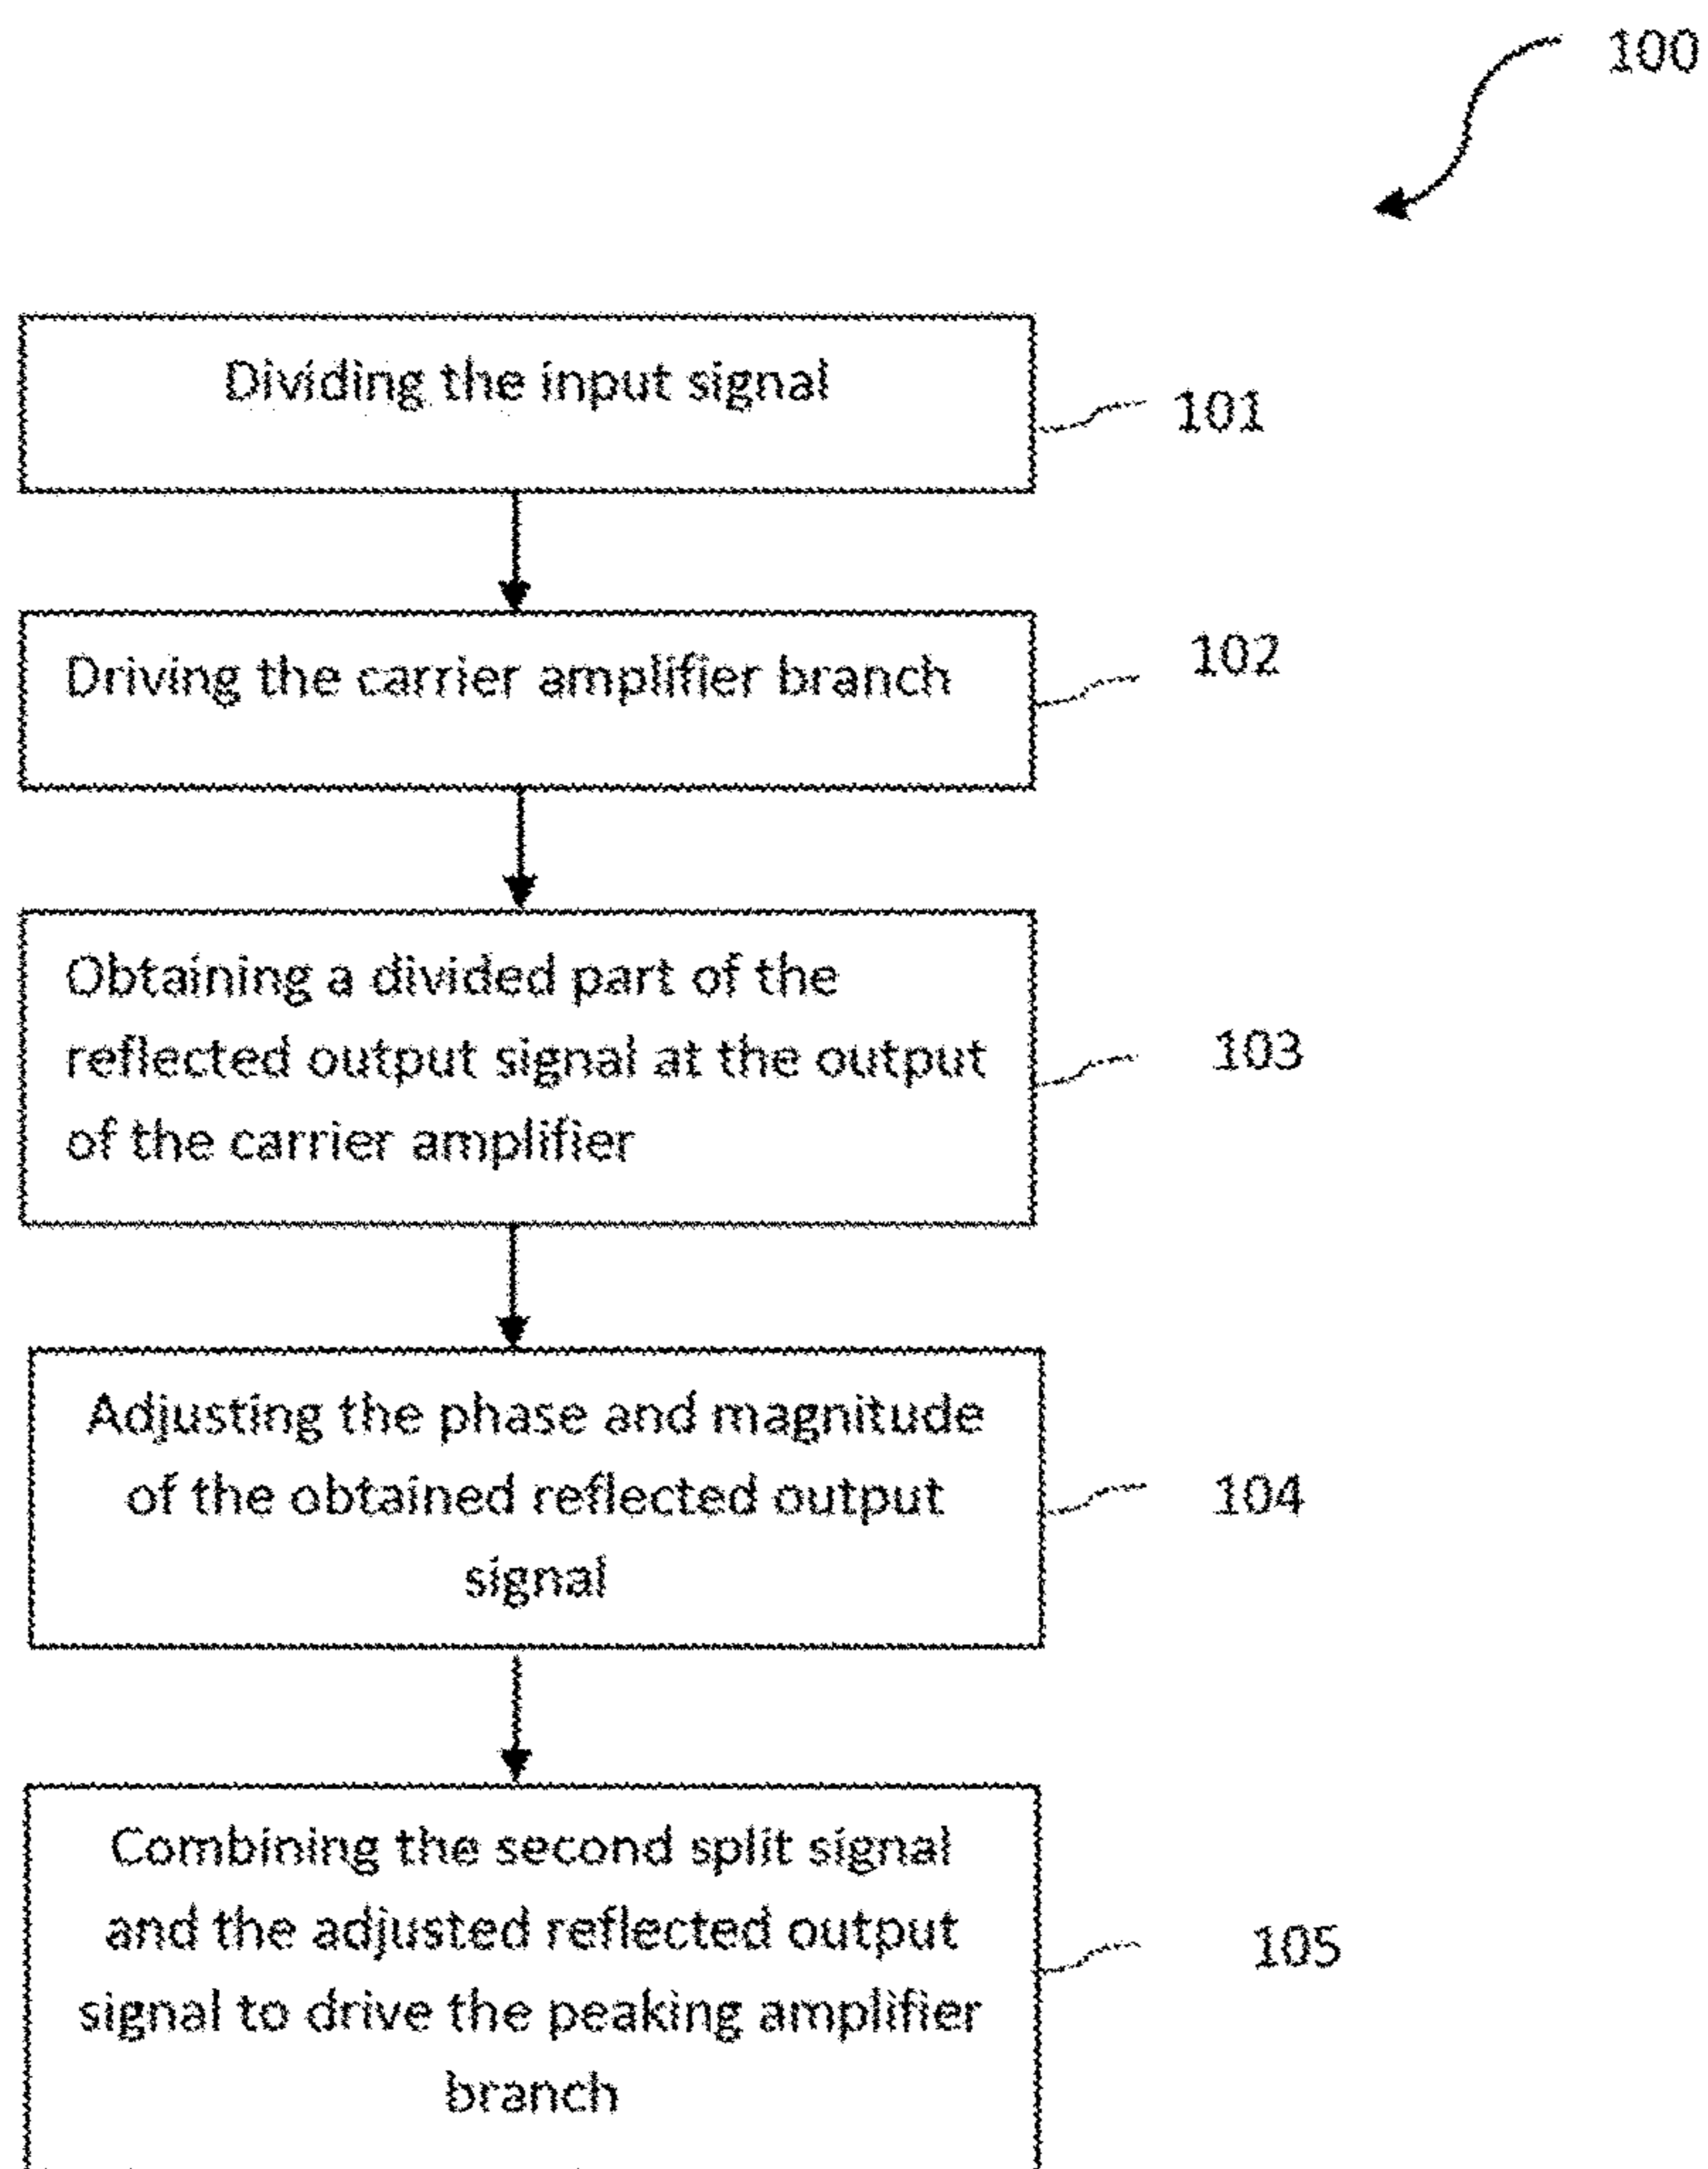 100
Dividing the input signal
101
Driving the carrier amplifier branch
102
Obtaining a divided part of the
reflected output signal at the output
of the carrier amplifier
103
Adjusting the phase and magnitude
of the obtained reflected output
signal
104
Combining the second split signal
and the adjusted reflected output
signal to drive the peaking amplifier
branch
105